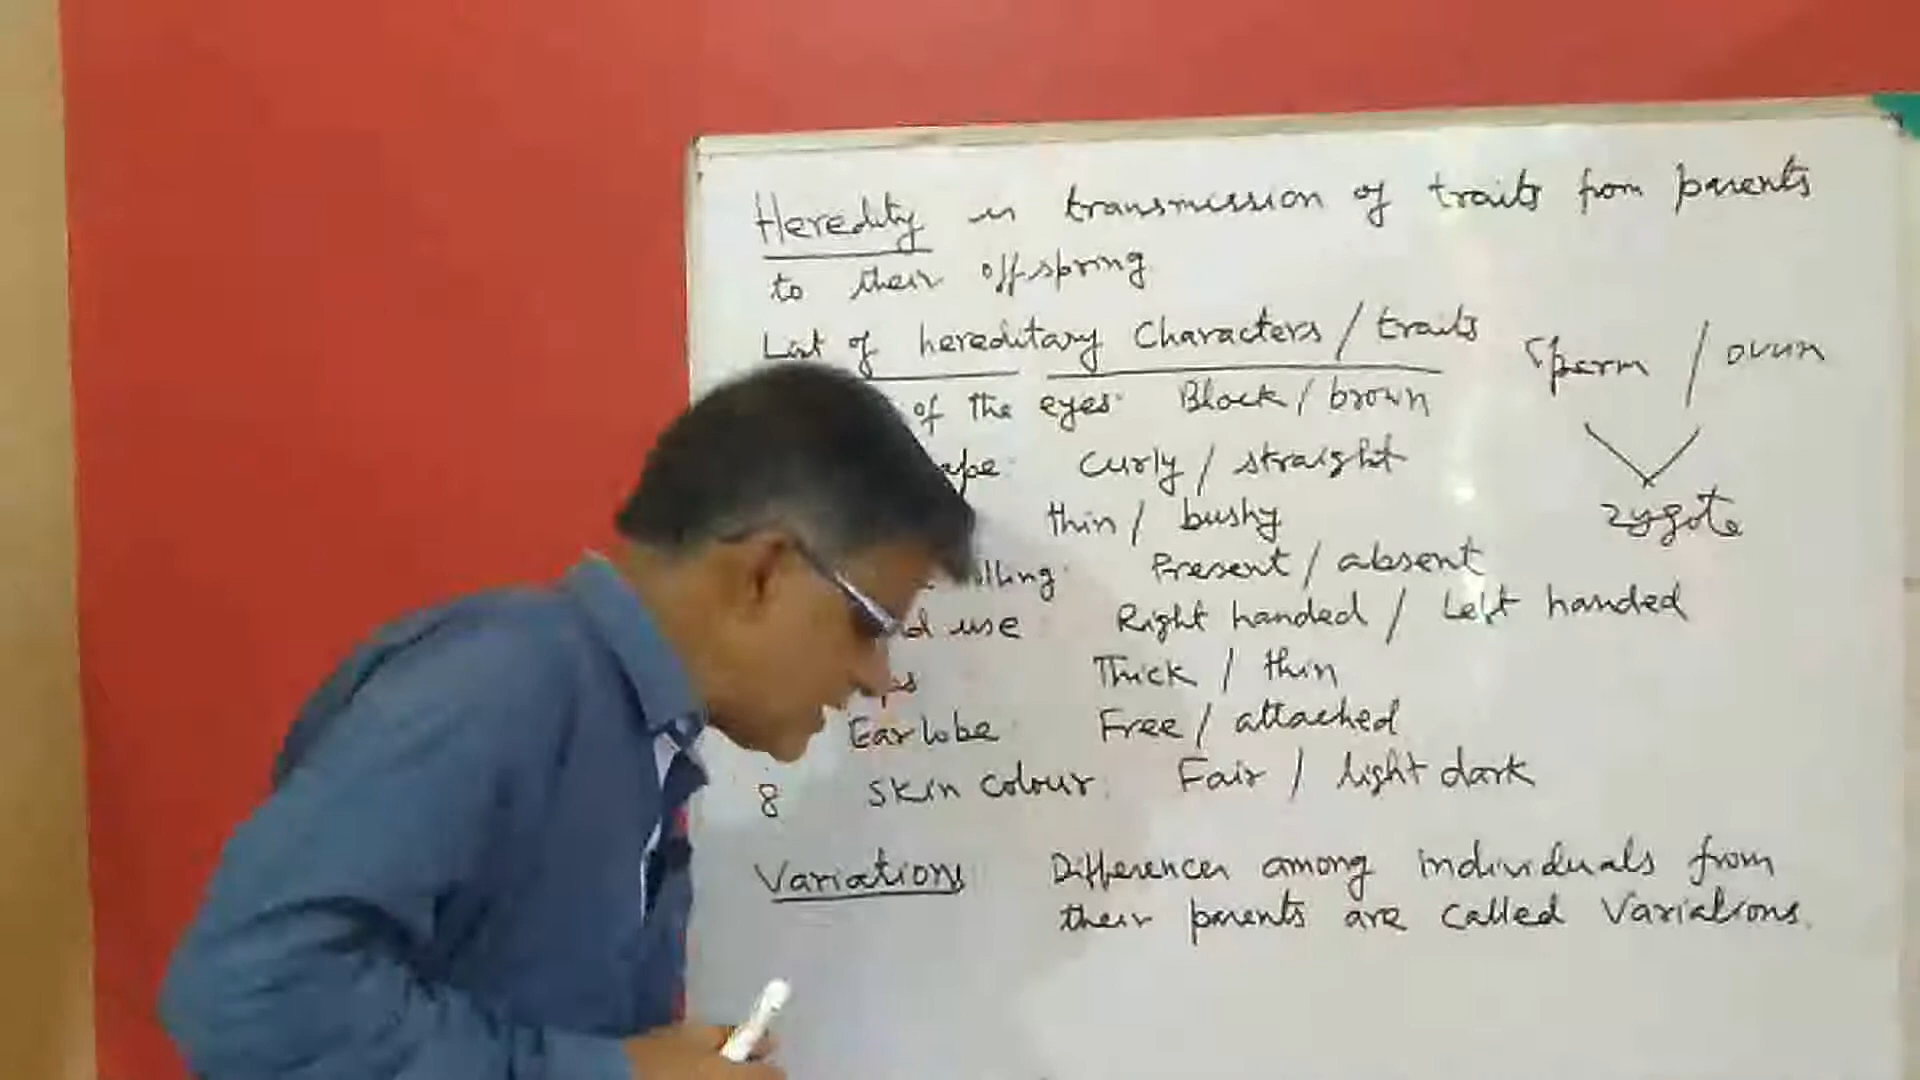 Heredity is transmission of traits from parents
to their offspring
List of hereditary Characters / traits
of the eyes: Black / brown
Curly / straight
thin / bushy
Present / absent
use Right handed / Left handed
Thick / thin
Ear lobe Free / attached
8 Skin colour: Fair / light dark
Sperm / ovum
zygote
Variations Differences among individuals from
their parents are called Variations.